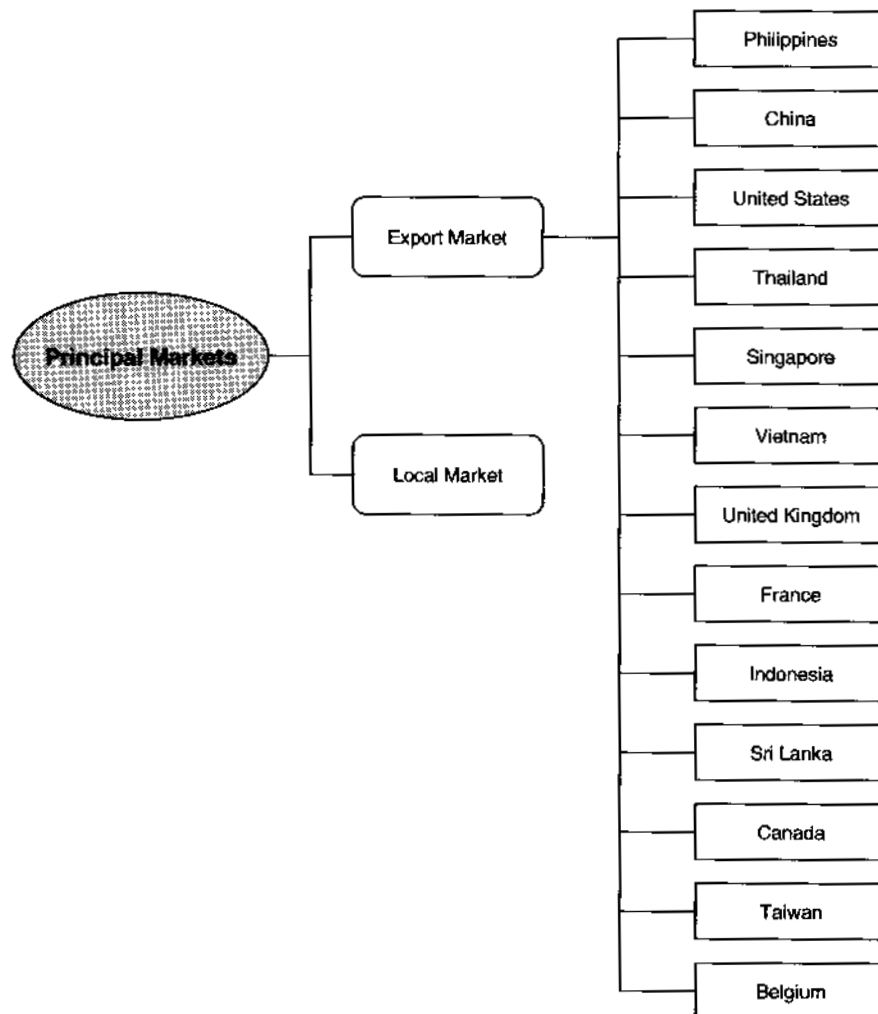 Philippines
China
United States
Export Market
Thailand
Principal Markets
Singapore
Vietnam
Local Market
United Kingdom
France
Indonesia
Sri Lanka
Canada
Taiwan
Belgium